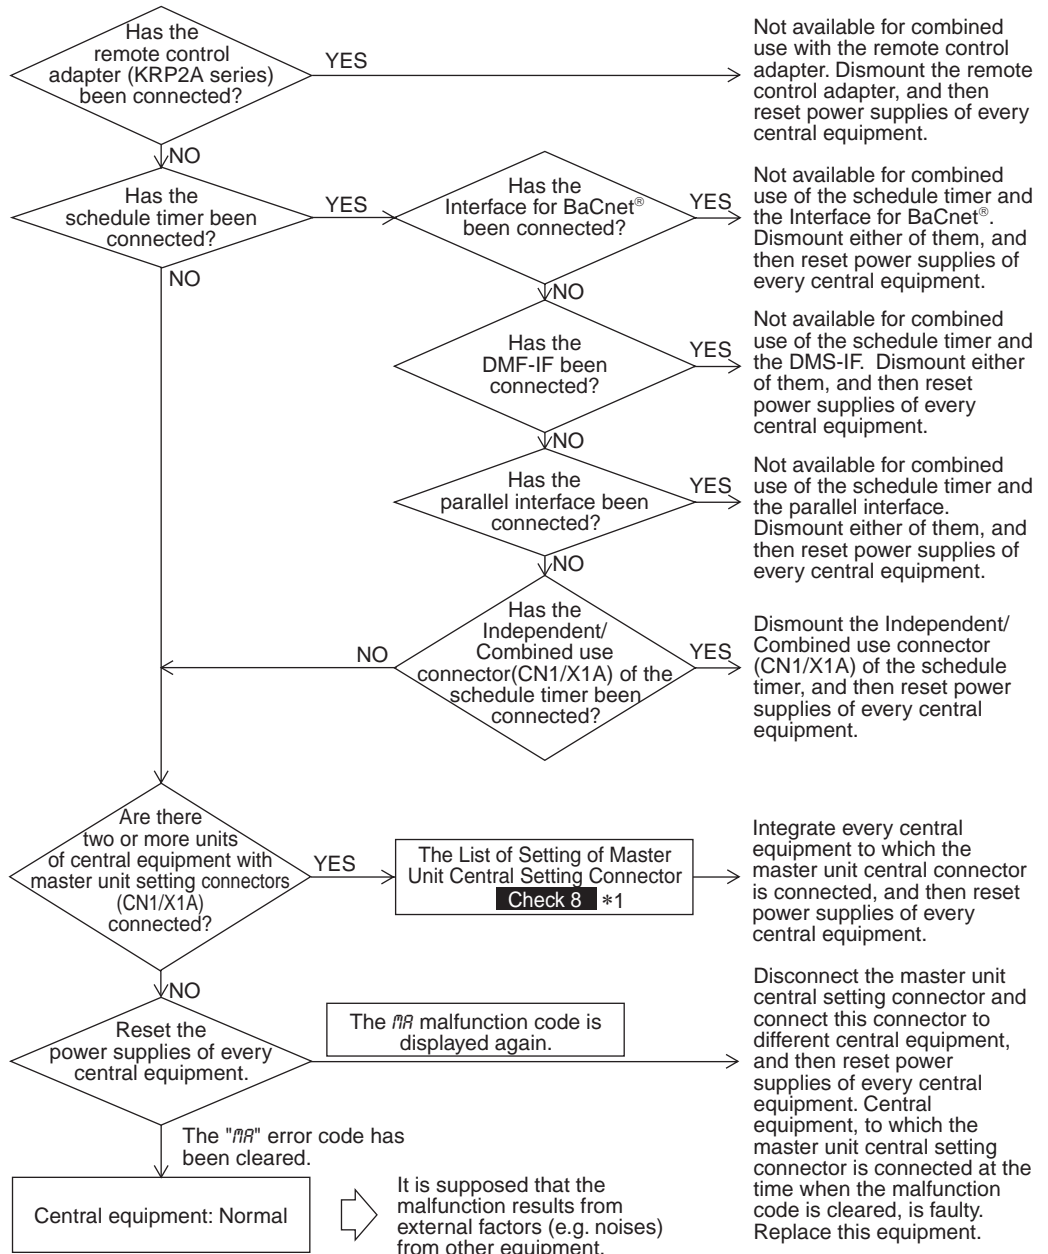 Has the
remote control
adapter (KRP2A series)
been connected?
YES
Not available for combined
use with the remote control
adapter. Dismount the remote
control adapter, and then
reset power supplies of every
central equipment.
NO
Has the
schedule timer been
connected?
YES
Has the
Interface for BaCnet®
been connected?
YES
Not available for combined
use of the schedule timer and
the Interface for BaCnet®.
Dismount either of them, and
then reset power supplies of
every central equipment.
NO
NO
Has the
DMF-IF been
connected?
YES
Not available for combined
use of the schedule timer and
the DMS-IF. Dismount either
of them, and then reset
power supplies of every
central equipment.
NO
Has the
parallel interface been
connected?
YES
Not available for combined
use of the schedule timer and
the parallel interface.
Dismount either of them, and
then reset power supplies of
every central equipment.
NO
Has the
Independent/
Combined use
connector(CN1/X1A) of the
schedule timer been
connected?
NO
YES
Dismount the Independent/
Combined use connector
(CN1/X1A) of the schedule
timer, and then reset power
supplies of every central
equipment.
Are there
two or more units
of central equipment with
master unit setting connectors
(CN1/X1A)
connected?
YES
The List of Setting of Master
Unit Central Setting Connector
Check 8 *1
Integrate every central
equipment to which the
master unit central connector
is connected, and then reset
power supplies of every
central equipment.
NO
Reset the
power supplies of every
central equipment.
The MA malfunction code is
displayed again.
Disconnect the master unit
central setting connector and
connect this connector to
different central equipment,
and then reset power
supplies of every central
equipment. Central
equipment, to which the
master unit central setting
connector is connected at the
time when the malfunction
code is cleared, is faulty.
Replace this equipment.
The "MA" error code has
been cleared.
Central equipment: Normal
It is supposed that the
malfunction results from
external factors (e.g. noises)
from other equipment.